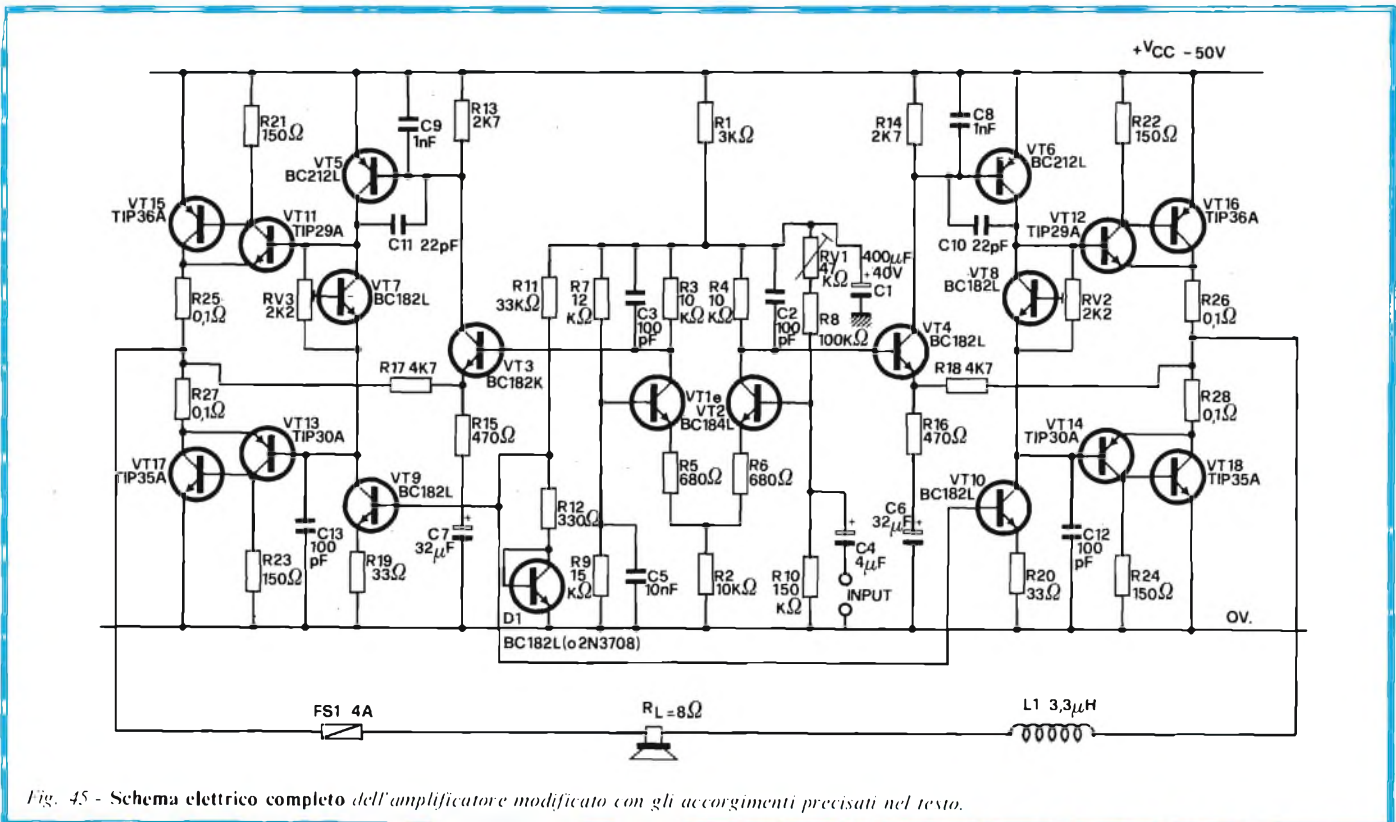 +VCC - 50V
R21
150Ω
C9
1nF
R13
2K7
R1
3KΩ
R14
2K7
C8
1nF
R22
150Ω
VT5
BC212L
VT6
BC212L
VT15
TIP36A
VT11
TIP29A
C11 22pF
C10 22pF
VT12
TIP29A
VT16
TIP36A
R25
0,1Ω
RV3
2K2
VT7
BC182L
R11
33KΩ
R7
12
KΩ
C3
100
pF
R3
10
KΩ
R4
10
KΩ
C2
100
pF
RV1
47
KΩ
R8
100KΩ
400µF
+ 40V
C1
VT8
BC182L
RV2
2K2
R26
0,1Ω
VT4
BC182L
R17 4K7
VT3
BC182K
R18 4K7
R27
0,1Ω
R28
0,1Ω
VT1e
VT2
BC184L
VT13
TIP30A
VT17
TIP35A
R15
470Ω
R16
470Ω
VT14
TIP30A
VT18
TIP35A
R5
680Ω
R6
680Ω
VT9
BC182L
VT10
BC182L
C13
100
pF
C7
32µF
+
R12
330Ω
C6
32µF
+
C12
100
pF
+
C4
4µF
R23
150Ω
R19
33Ω
R9
15
KΩ
C5
10nF
R2
10KΩ
R10
150
KΩ
INPUT
R20
33Ω
R24
150Ω
D1
BC182L(o2N3708)
OV.
FS1 4A
RL=8Ω
L1 3,3µH
Fig. 45 - Schema elettrico completo dell'amplificatore modificato con gli accorgimenti precisati nel testo.